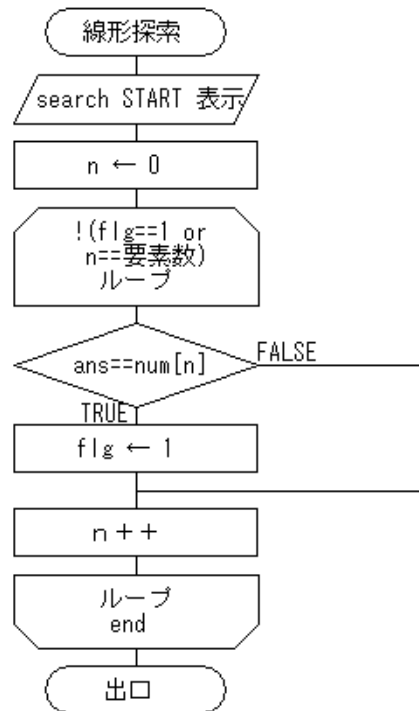 線形探索
search START 表示
n ← 0
!(flg==1 or
n==要素数)
ループ
ans==num[n]
FALSE
TRUE
flg ← 1
n++
ループ
end
出口